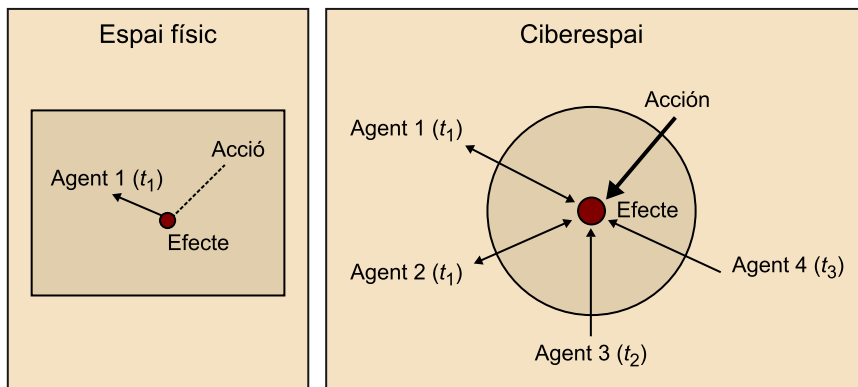 Espai físic
Acció
Agent 1 (t1)
Efecte
Ciberespai
Acción
Agent 1 (t1)
Efecte
Agent 2 (t1)
Agent 4 (t3)
Agent 3 (t2)